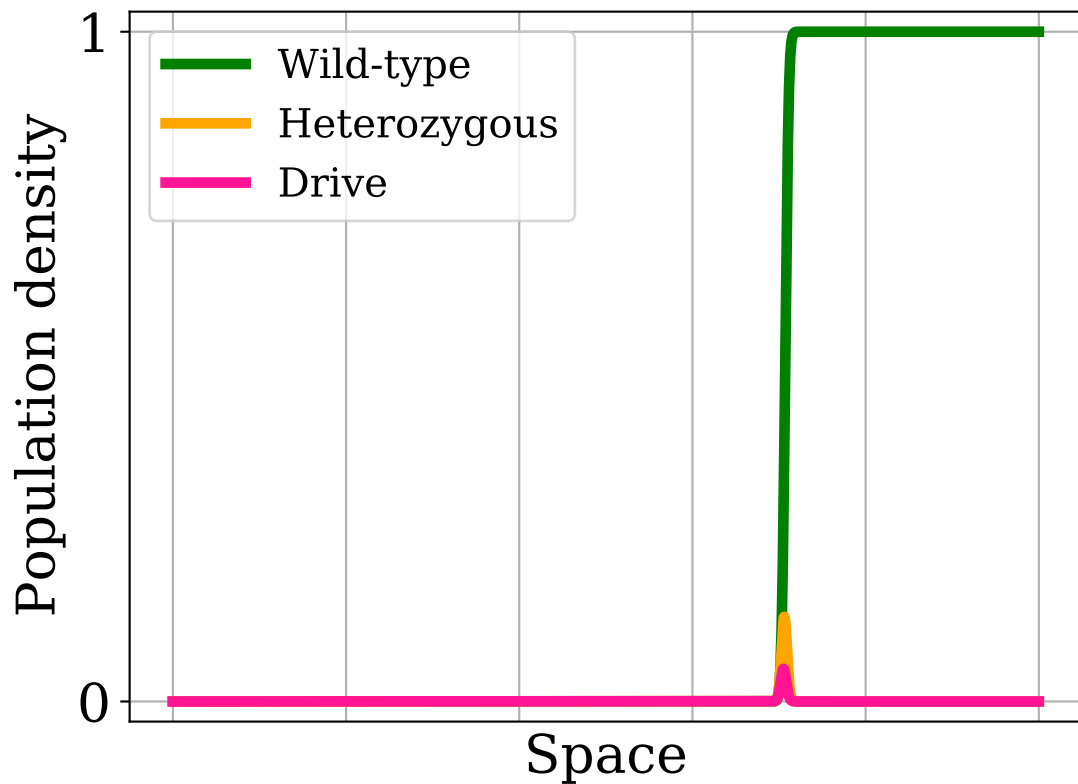 1
Wild-type
Heterozygous
Drive
Population density
0
Space